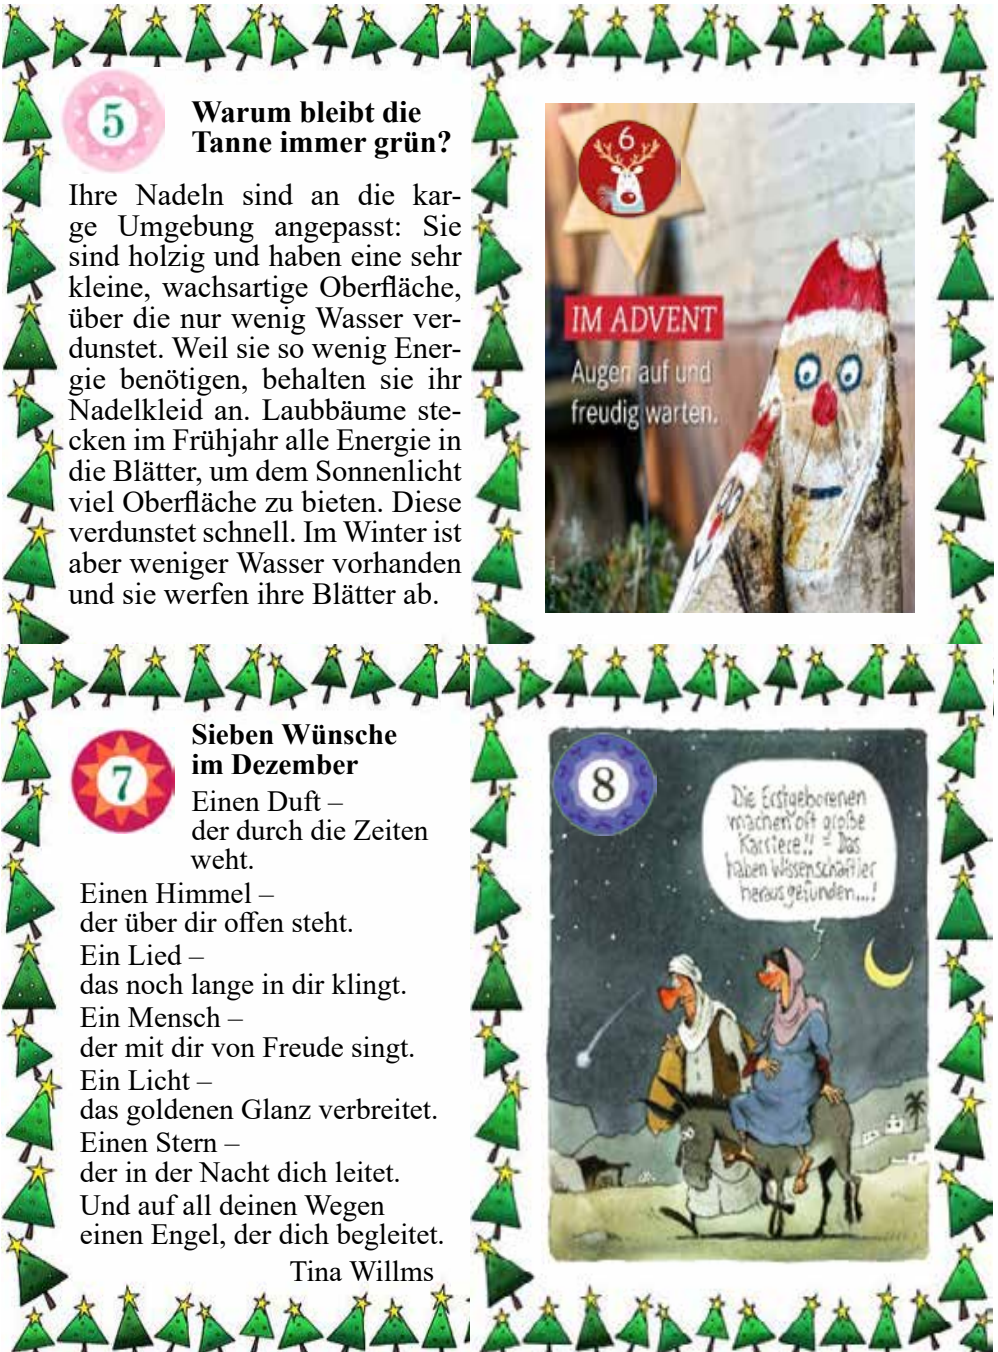 5
Warum bleibt die
Tanne immer grün?
Ihre Nadeln sind an die kar-
ge Umgebung angepasst: Sie
sind holzig und haben eine sehr
kleine, wachsartige Oberfläche,
über die nur wenig Wasser ver-
dunstet. Weil sie so wenig Ener-
gie benötigen, behalten sie ihr
Nadelkleid an. Laubbäume ste-
cken im Frühjahr alle Energie in
die Blätter, um dem Sonnenlicht
viel Oberfläche zu bieten. Diese
verdunstet schnell. Im Winter ist
aber weniger Wasser vorhanden
und sie werfen ihre Blätter ab.
6
IM ADVENT
Augen auf und
freudig warten.
7
Sieben Wünsche
im Dezember
Einen Duft –
der durch die Zeiten
weht.
Einen Himmel –
der über dir offen steht.
Ein Lied –
das noch lange in dir klingt.
Ein Mensch –
der mit dir von Freude singt.
Ein Licht –
das goldenen Glanz verbreitet.
Einen Stern –
der in der Nacht dich leitet.
Und auf all deinen Wegen
einen Engel, der dich begleitet.
Tina Willms
8
Die Erstgeborenen
machen oft große
Karriere!! – Das
haben Wissenschaftler
herausgefunden...!